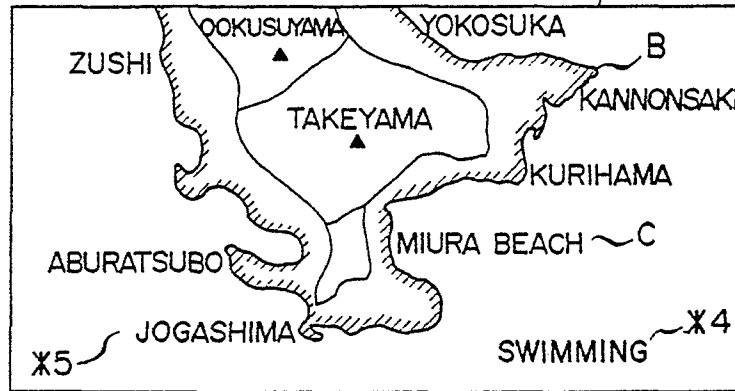 OOKUSUYAMA
YOKOSUKA
B
ZUSHI
KANNONSAKI
TAKEYAMA
KURIHAMA
MIURA BEACH
C
ABURATSUBO
JOGASHIMA
※5
SWIMMING
※4